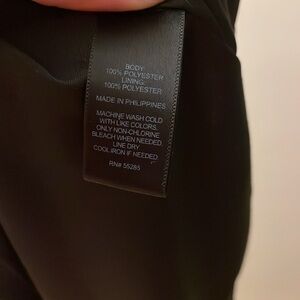 BODY:
100% POLYESTER
LINING:
100% POLYESTER
MADE IN PHILIPPINES
MACHINE WASH COLD
WITH LIKE COLORS.
ONLY NON-CHLORINE
BLEACH WHEN NEEDED.
LINE DRY.
COOL IRON IF NEEDED.
RN# 55285